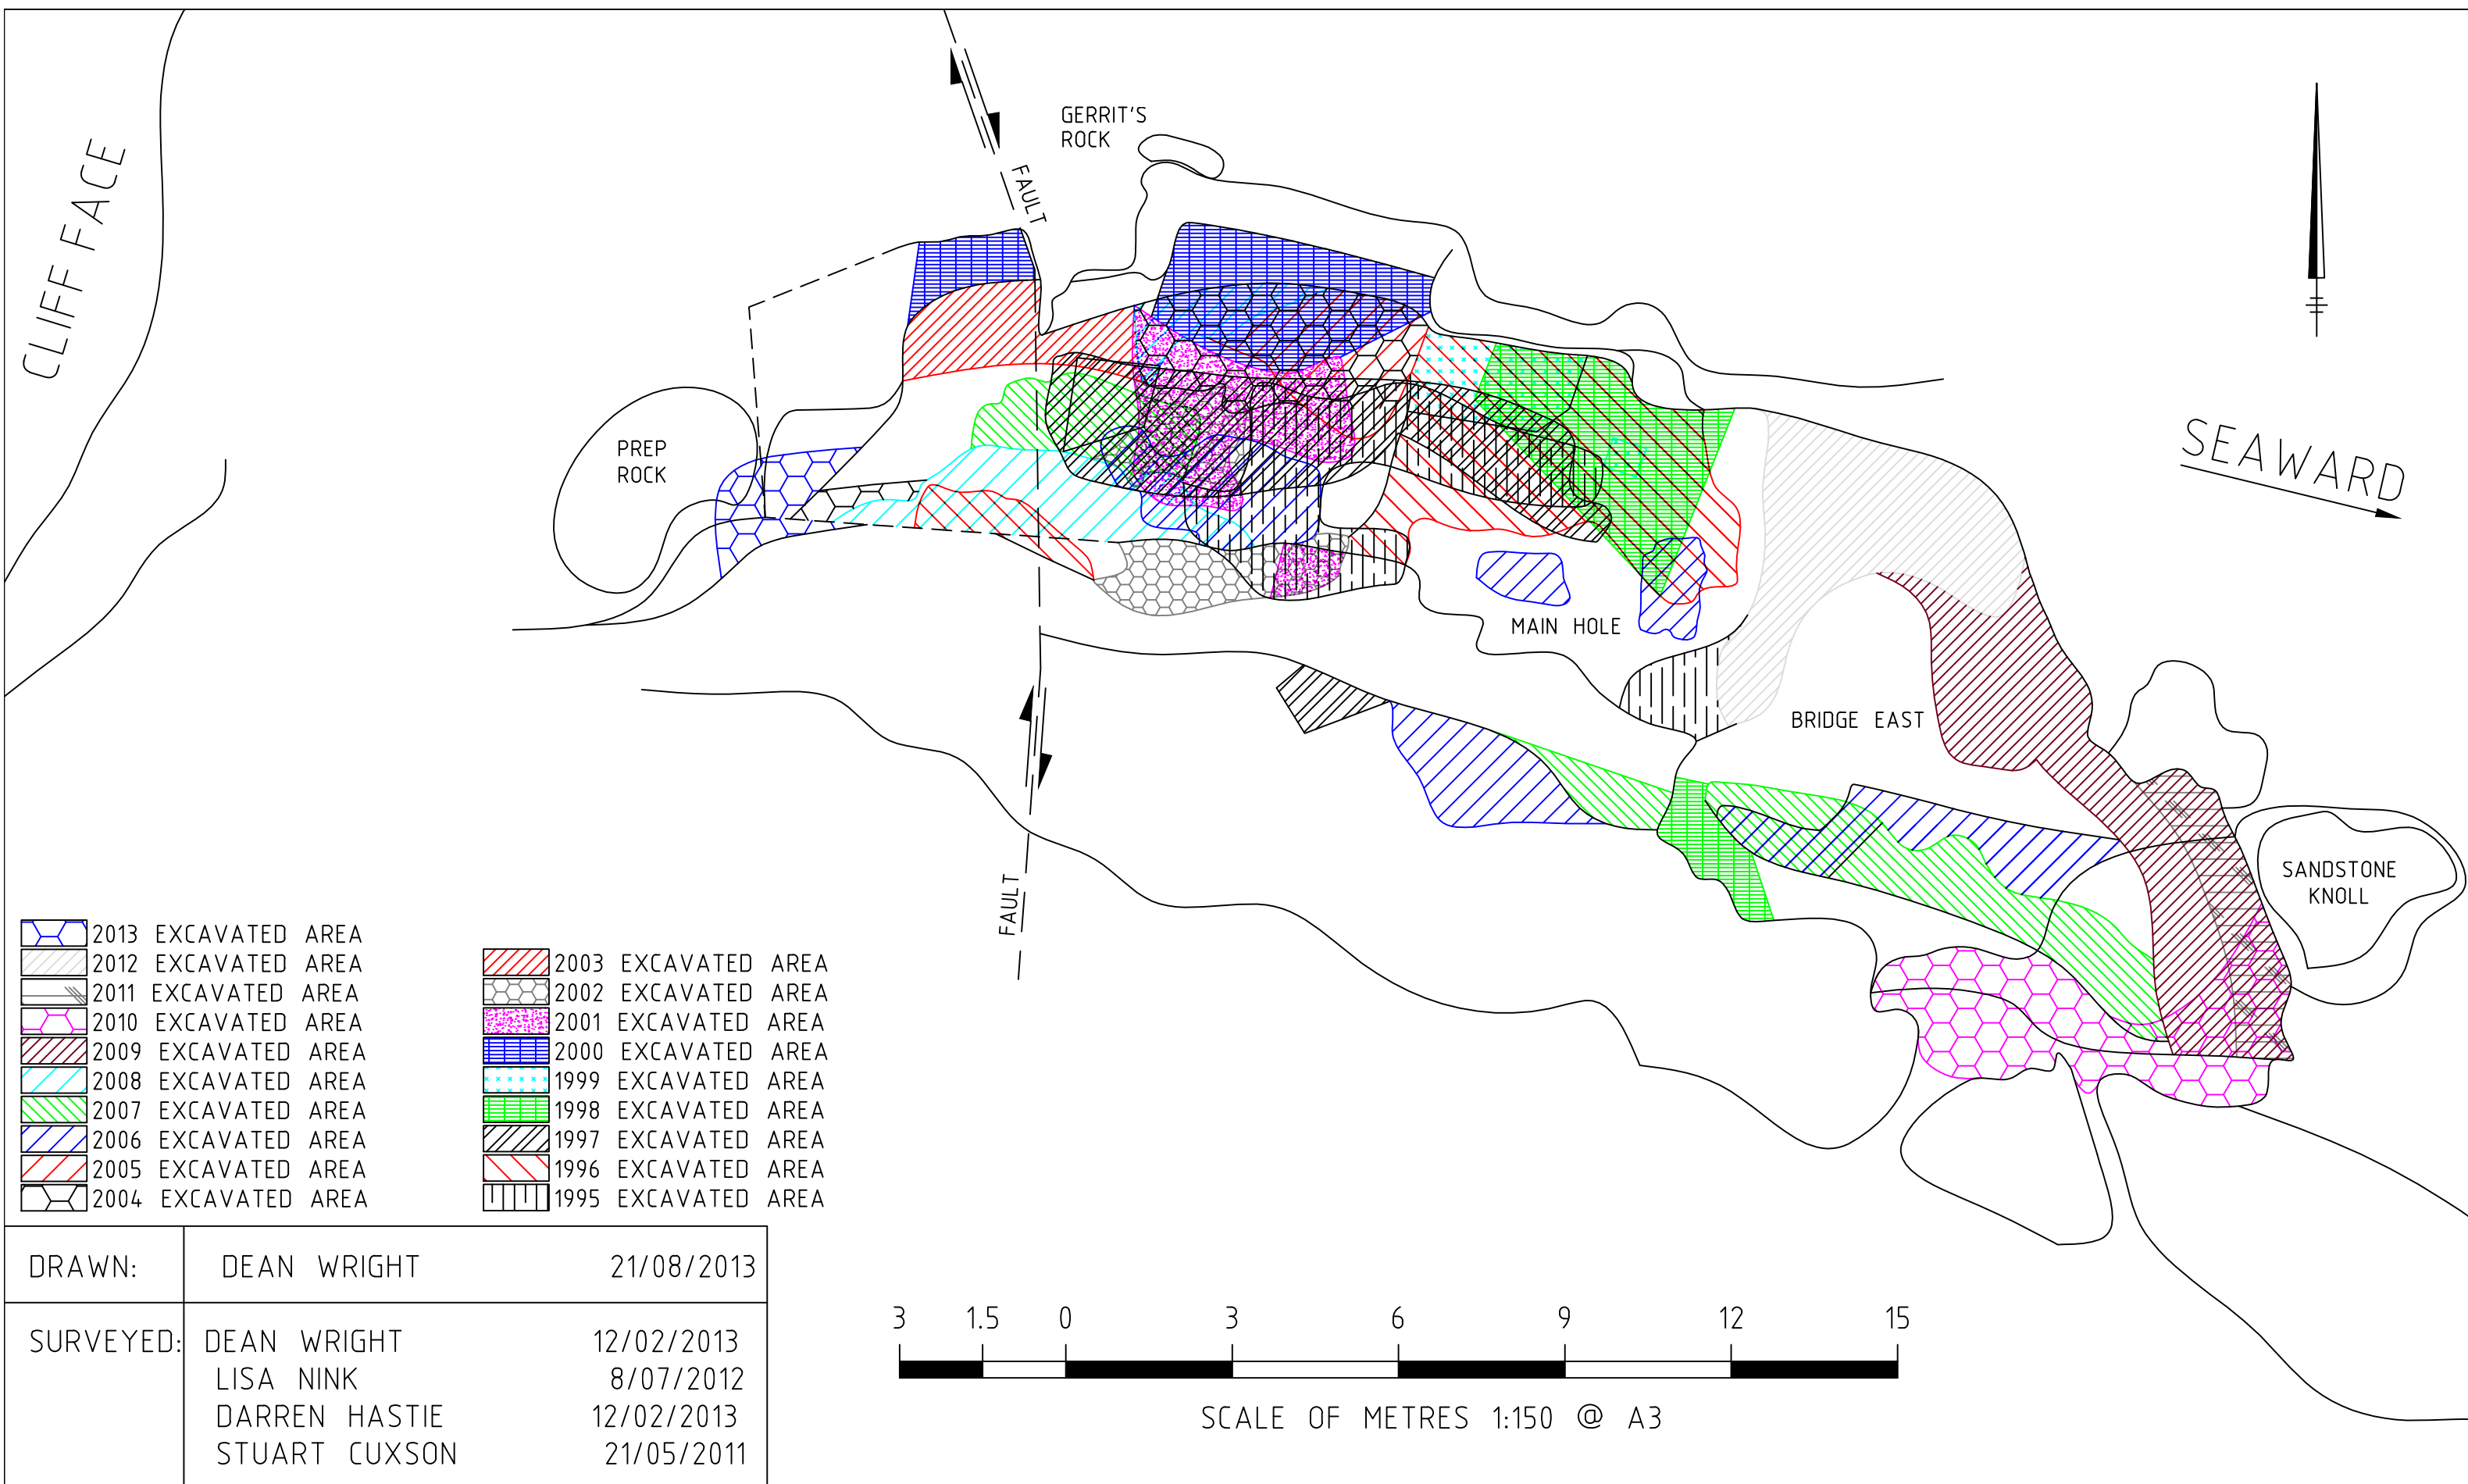 CLIFF FACE
FAULT
GERRIT'S
ROCK
SEAWARD
PREP
ROCK
MAIN HOLE
BRIDGE EAST
SANDSTONE
KNOLL
FAULT
2013 EXCAVATED AREA
2012 EXCAVATED AREA
2011 EXCAVATED AREA
2010 EXCAVATED AREA
2009 EXCAVATED AREA
2008 EXCAVATED AREA
2007 EXCAVATED AREA
2006 EXCAVATED AREA
2005 EXCAVATED AREA
2004 EXCAVATED AREA
2003 EXCAVATED AREA
2002 EXCAVATED AREA
2001 EXCAVATED AREA
2000 EXCAVATED AREA
1999 EXCAVATED AREA
1998 EXCAVATED AREA
1997 EXCAVATED AREA
1996 EXCAVATED AREA
1995 EXCAVATED AREA
DRAWN: DEAN WRIGHT 21/08/2013
SURVEYED: DEAN WRIGHT 12/02/2013
LISA NINK 8/07/2012
DARREN HASTIE 12/02/2013
STUART CUXSON 21/05/2011
3 1.5 0 3 6 9 12 15
SCALE OF METRES 1:150 @ A3